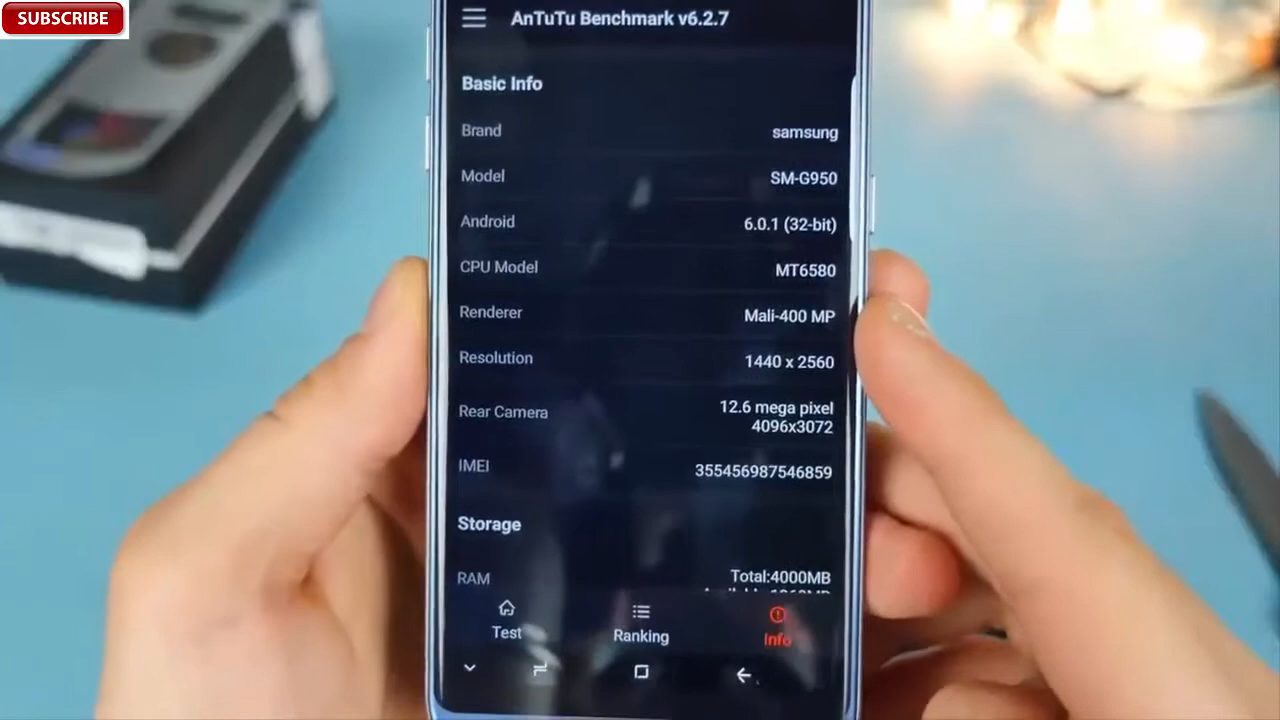 SUBSCRIBE
AnTuTu Benchmark v6.2.7
Basic Info
Brand samsung
Model SM-G950
Android 6.0.1 (32-bit)
CPU Model MT6580
Renderer Mali-400 MP
Resolution 1440 x 2560
Rear Camera 12.6 mega pixel
4096x3072
IMEI 355456987546859
Storage
RAM Total:4000MB
Test Ranking Info